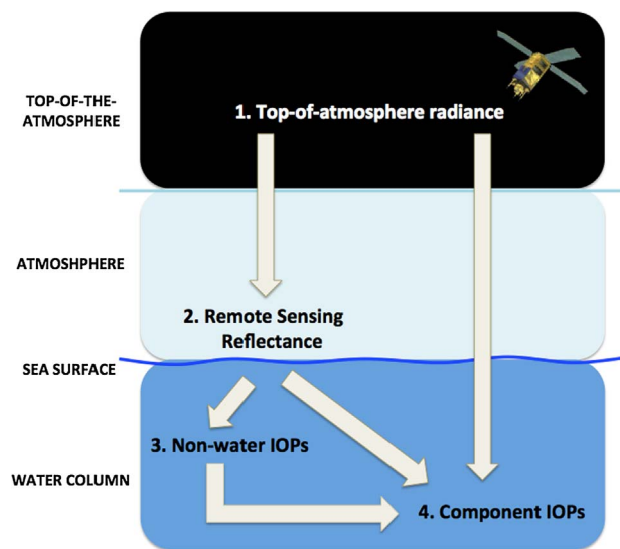 TOP-OF-THE-
ATMOSPHERE
1. Top-of-atmosphere radiance
ATMOSHPHERE
2. Remote Sensing
Reflectance
SEA SURFACE
3. Non-water IOPs
WATER COLUMN
4. Component IOPs